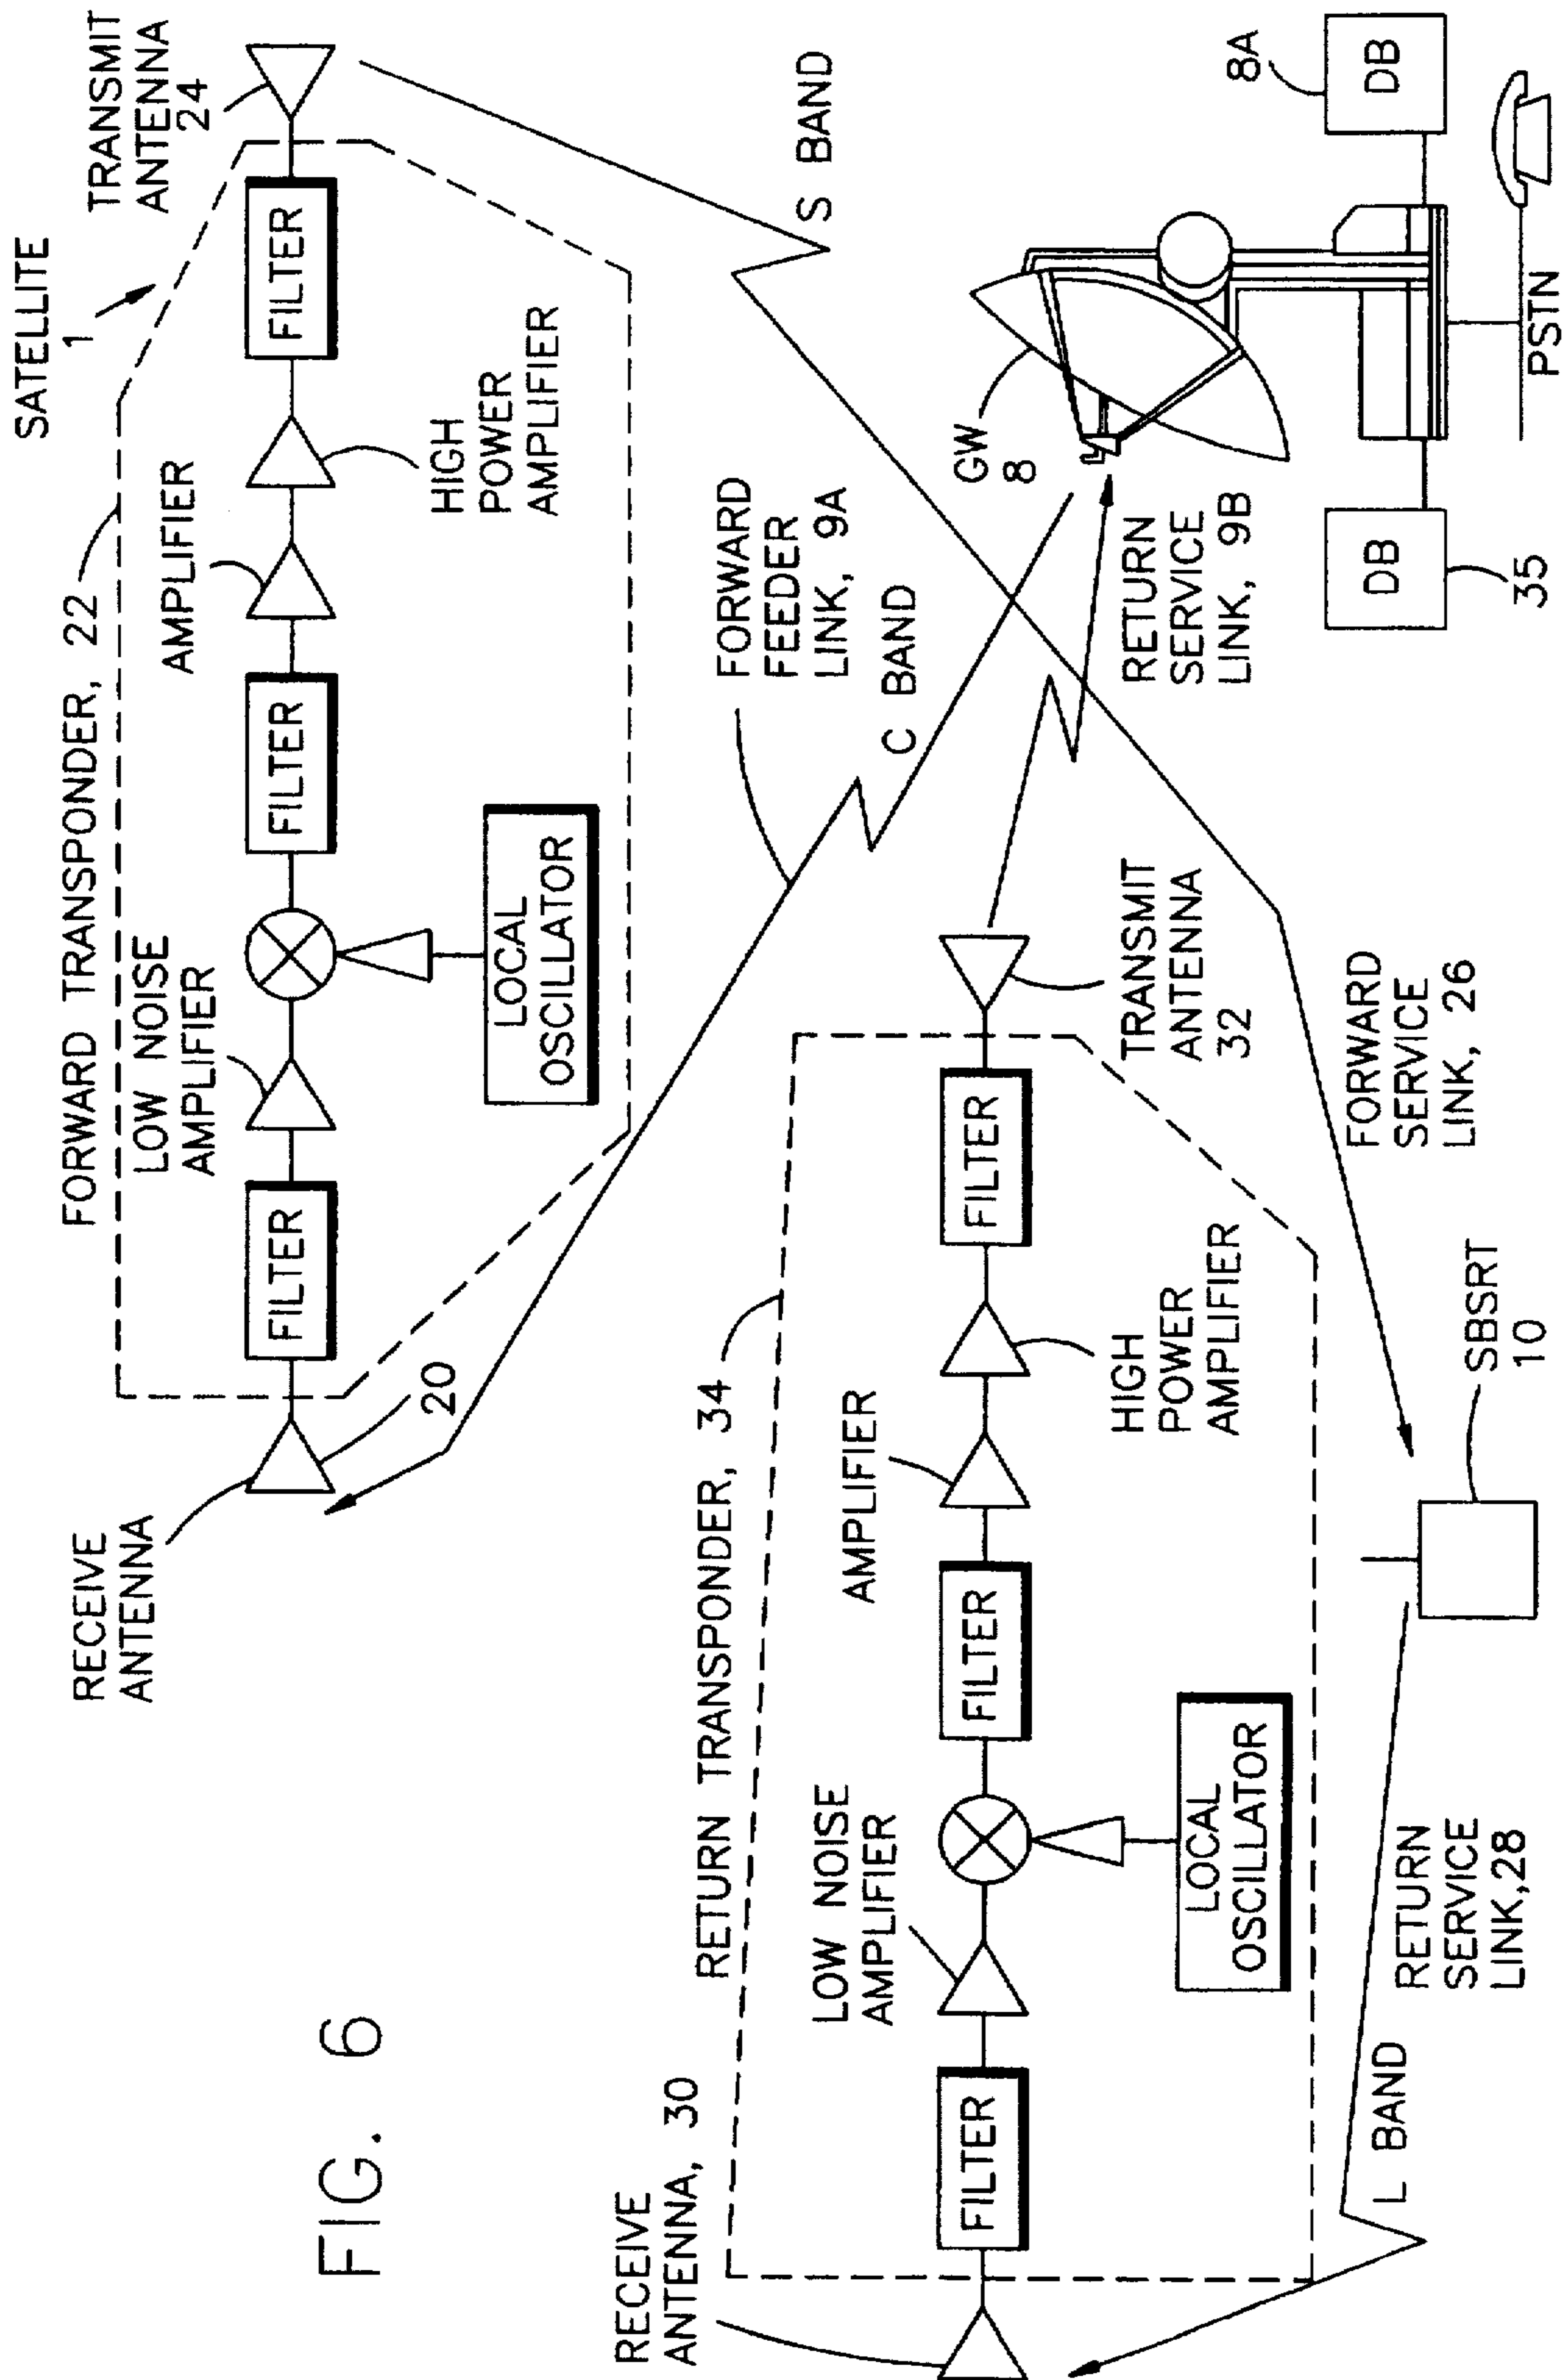 FIG. 6
SATELLITE
1
FORWARD TRANSPONDER, 22
RECEIVE
ANTENNA
20
FILTER
LOW NOISE
AMPLIFIER
LOCAL
OSCILLATOR
FILTER
AMPLIFIER
HIGH
POWER
AMPLIFIER
FILTER
TRANSMIT
ANTENNA
24
S BAND
FORWARD
FEEDER
LINK, 9A
C BAND
RECEIVE
ANTENNA, 30
RETURN TRANSPONDER, 34
FILTER
LOW NOISE
AMPLIFIER
LOCAL
OSCILLATOR
FILTER
AMPLIFIER
HIGH
POWER
AMPLIFIER
FILTER
TRANSMIT
ANTENNA
32
RETURN
SERVICE
LINK, 9B
GW
8
8A
DB
DB
35
PSTN
FORWARD
SERVICE
LINK, 26
SBSRT
10
RETURN
SERVICE
LINK,28
L BAND